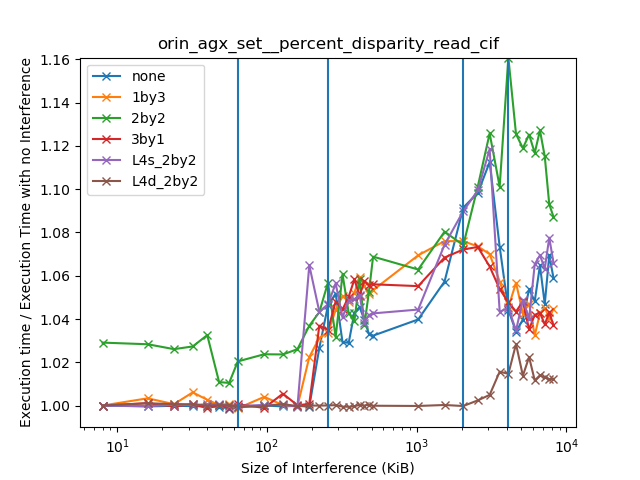 orin_agx_set__percent_disparity_read_cif
Execution time / Execution Time with no Interference
1.16
1.14
1.12
1.10
1.08
1.06
1.04
1.02
1.00
none
1by3
2by2
3by1
L4s_2by2
L4d_2by2
10¹
10²
10³
10⁴
Size of Interference (KiB)